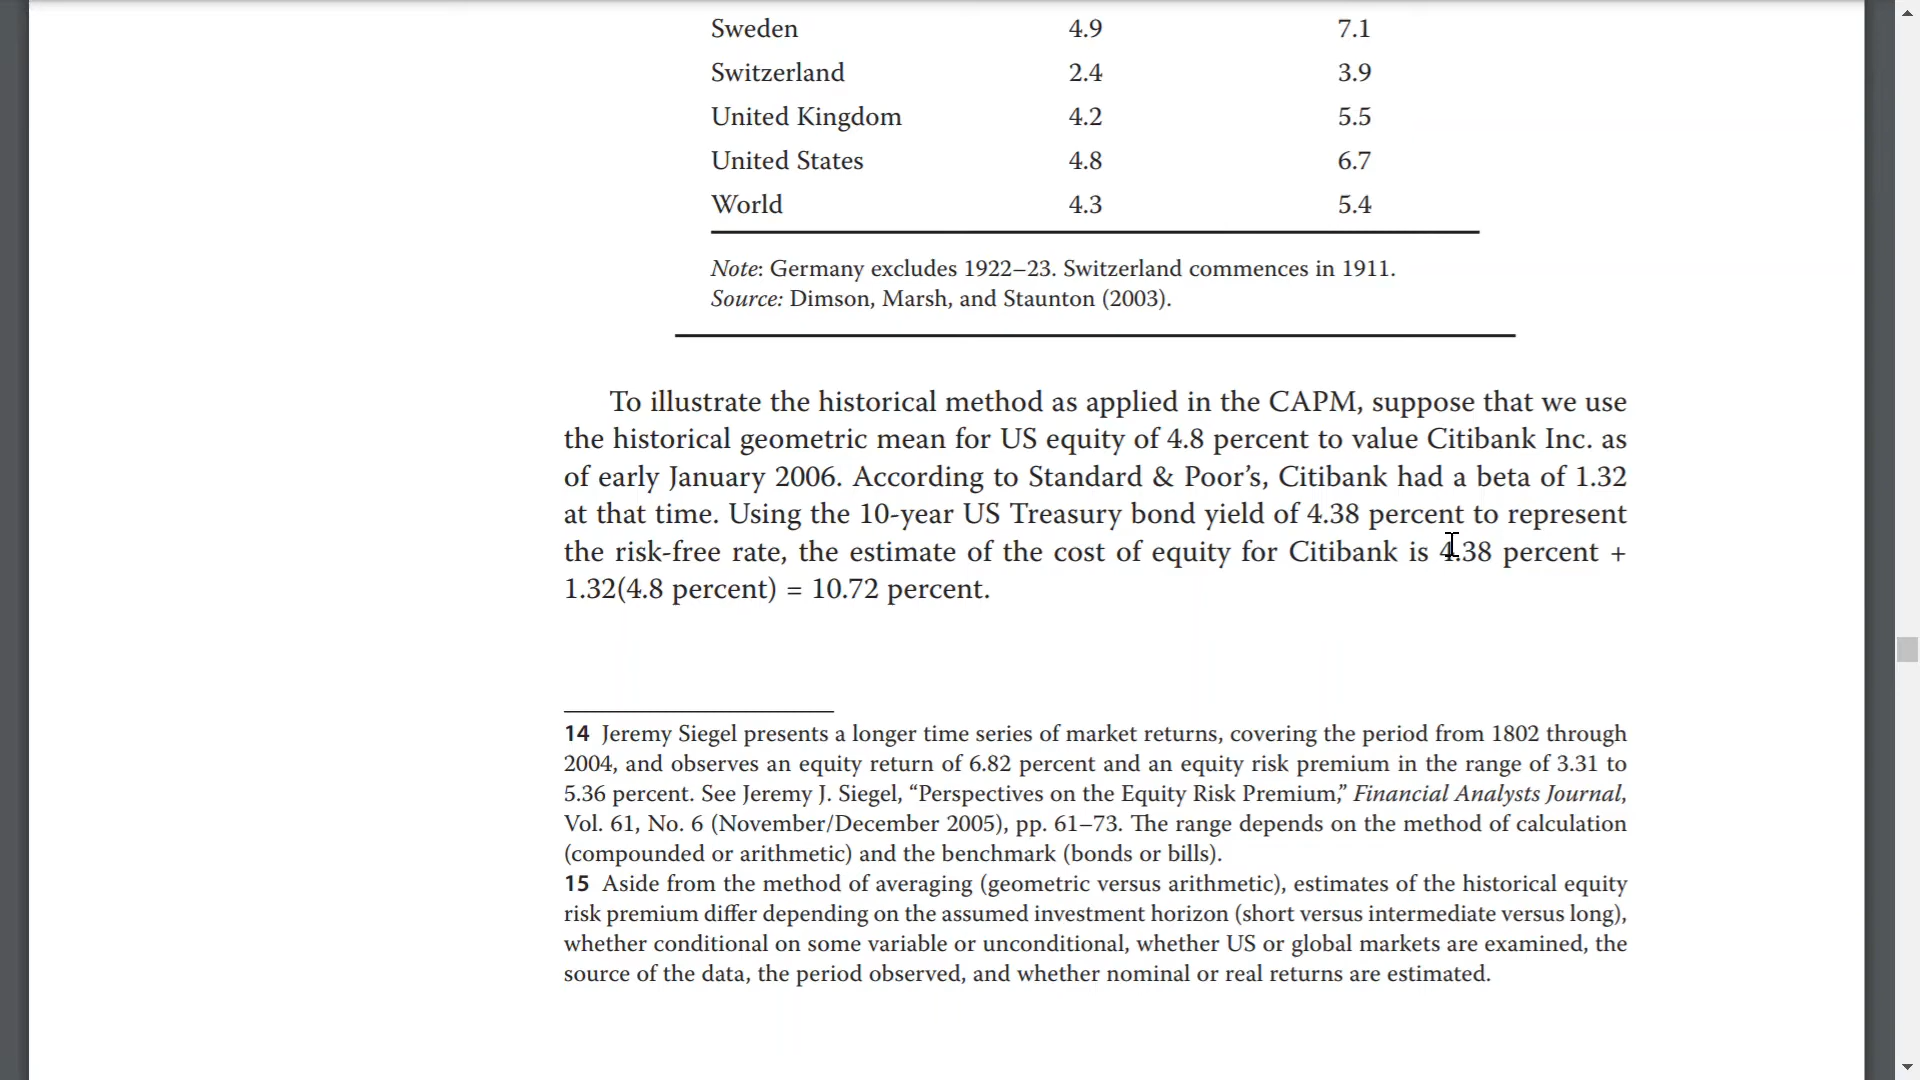 Sweden 4.9 7.1
Switzerland 2.4 3.9
United Kingdom 4.2 5.5
United States 4.8 6.7
World 4.3 5.4
Note: Germany excludes 1922–23. Switzerland commences in 1911.
Source: Dimson, Marsh, and Staunton (2003).
To illustrate the historical method as applied in the CAPM, suppose that we use
the historical geometric mean for US equity of 4.8 percent to value Citibank Inc. as
of early January 2006. According to Standard & Poor’s, Citibank had a beta of 1.32
at that time. Using the 10-year US Treasury bond yield of 4.38 percent to represent
the risk-free rate, the estimate of the cost of equity for Citibank is 4.38 percent +
1.32(4.8 percent) = 10.72 percent.
14 Jeremy Siegel presents a longer time series of market returns, covering the period from 1802 through
2004, and observes an equity return of 6.82 percent and an equity risk premium in the range of 3.31 to
5.36 percent. See Jeremy J. Siegel, “Perspectives on the Equity Risk Premium,” Financial Analysts Journal,
Vol. 61, No. 6 (November/December 2005), pp. 61–73. The range depends on the method of calculation
(compounded or arithmetic) and the benchmark (bonds or bills).
15 Aside from the method of averaging (geometric versus arithmetic), estimates of the historical equity
risk premium differ depending on the assumed investment horizon (short versus intermediate versus long),
whether conditional on some variable or unconditional, whether US or global markets are examined, the
source of the data, the period observed, and whether nominal or real returns are estimated.